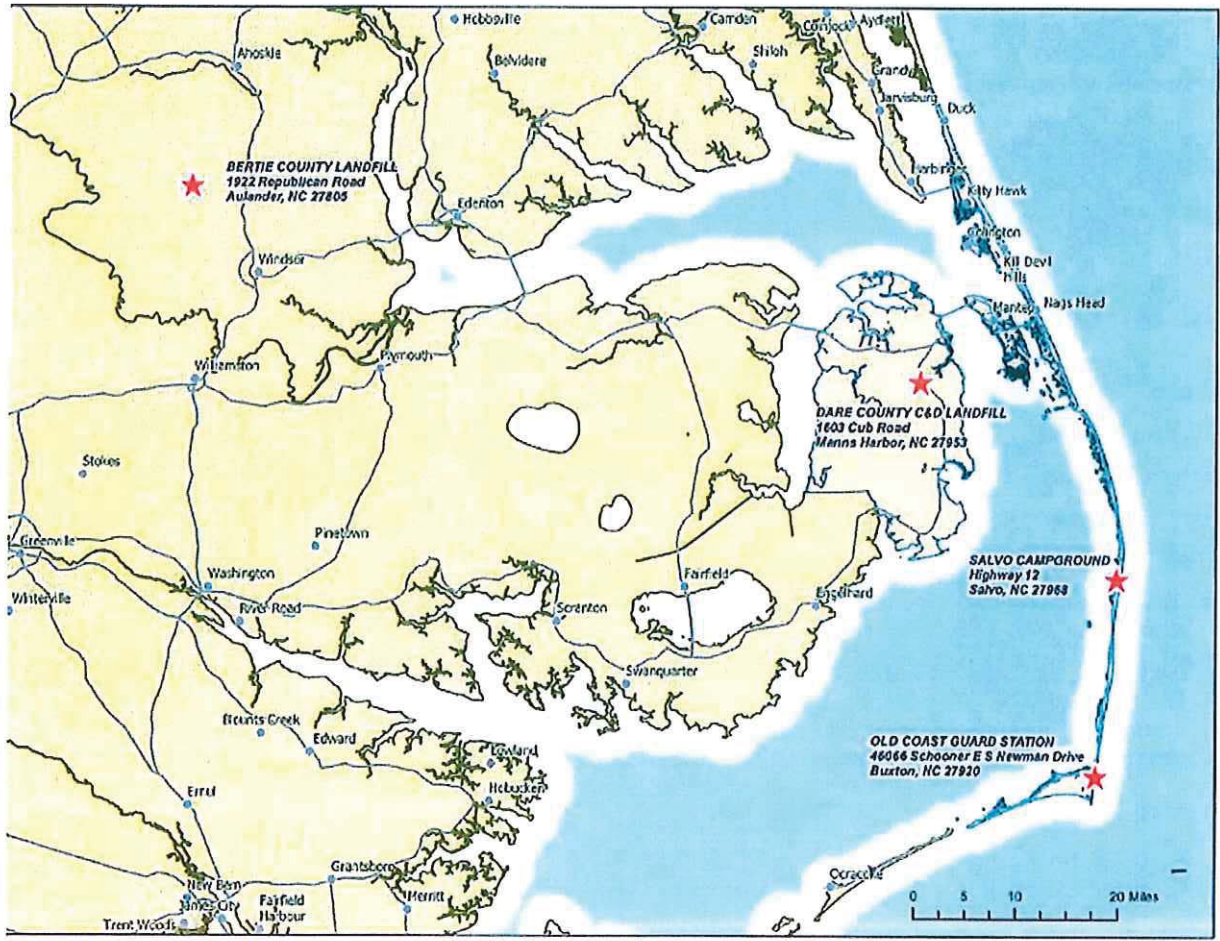 Hobbsville
Camden
Coinjock
Aydlett
Ahoskie
Belvidere
Shiloh
Grandy
Jarvisburg
Duck
BERTIE COUNTY LANDFILL
1922 Republican Road
Aulander, NC 27805
Harbinger
Kitty Hawk
Edenton
Colington
Windsor
Kill Devil
Hills
Manteo
Nags Head
Williamston
Plymouth
DARE COUNTY C&D LANDFILL
1603 Cub Road
Manns Harbor, NC 27953
Stokes
Pinetown
Greenville
SALVO CAMPGROUND
Highway 12
Salvo, NC 27968
Washington
Fairfield
Winterville
River Road
Scranton
Engelhard
Swanquarter
Blounts Creek
Edward
Lowland
OLD COAST GUARD STATION
46066 Schooner E S Newman Drive
Buxton, NC 27920
Ernul
Hobucken
Grantsboro
Ocracoke
New Bern
James City
Fairfield
Harbour
Merritt
Trent Woods
0 5 10 20 Miles